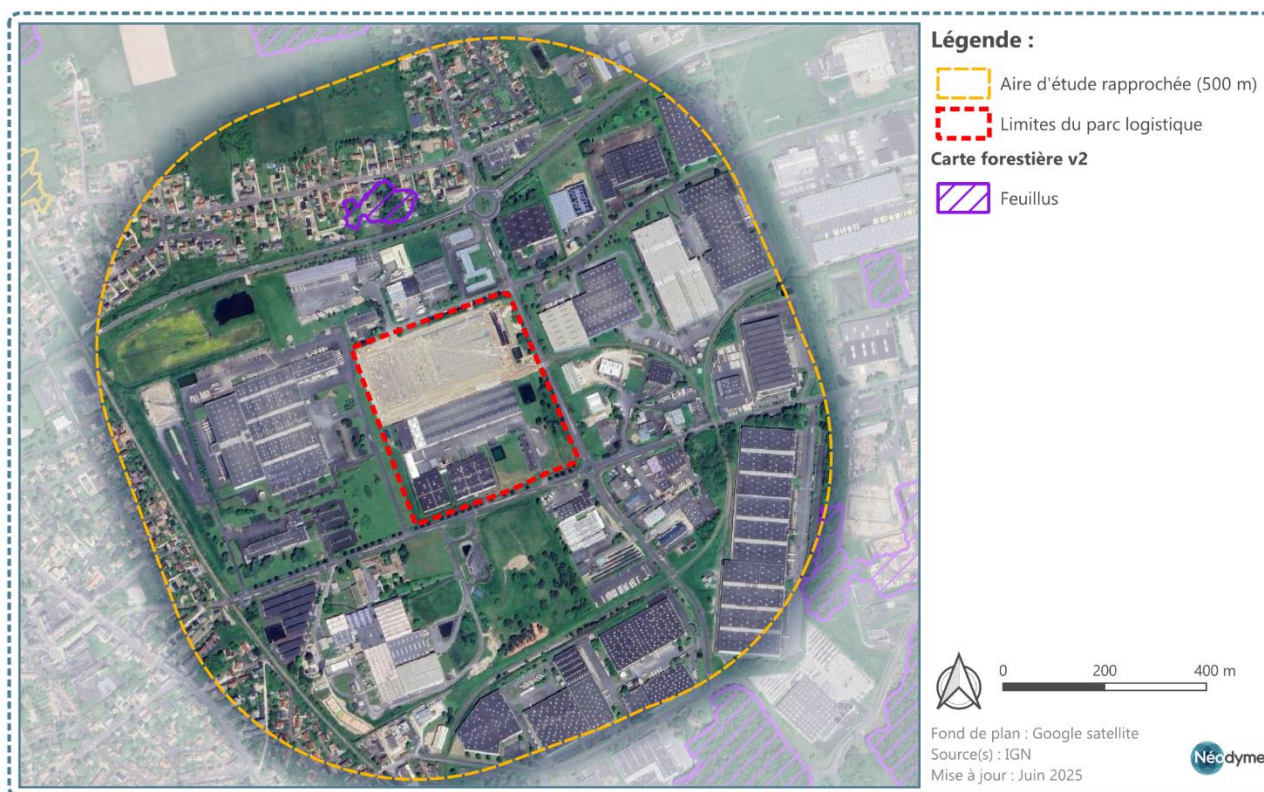 Légende :
Aire d'étude rapprochée (500 m)
Limites du parc logistique
Carte forestière v2
Feuillus
0 200 400 m
Fond de plan : Google satellite
Source(s) : IGN
Mise à jour : Juin 2025
Néodyme